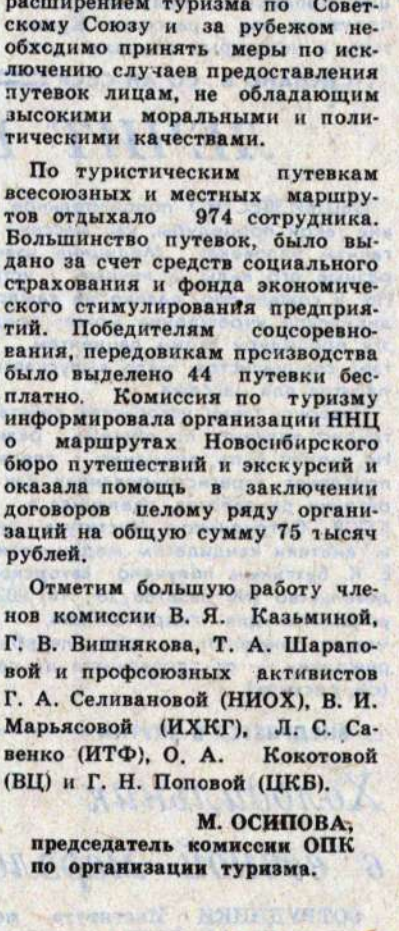 расширением туризма по Совет-
скому Союзу и за рубежом не-
обходимо принять меры по иск-
лючению случаев предоставления
путевок лицам, не обладающим
высокими моральными и поли-
тическими качествами.
По туристическим путевкам
всесоюзных и местных маршру-
тов отдыхало 974 сотрудника.
Большинство путевок, было вы-
дано за счет средств социального
страхования и фонда экономиче-
ского стимулирования предприя-
тий. Победителям соцсоревно-
вания, передовикам прсизводства
было выделено 44 путевки бес-
платно. Комиссия по туризму
информировала организации ННЦ
о маршрутах Новосибирского
бюро путешествий и экскурсий и
оказала помощь в заключении
договоров целому ряду органи-
заций на общую сумму 75 тысяч
рублей.
Отметим большую работу чле-
нов комиссии В. Я. Казьминой,
Г. В. Вишнякова, Т. А. Шарапо-
вой и профсоюзных активистов
Г. А. Селивановой (НИОХ), В. И.
Марьясовой (ИХКГ), Л. С. Са-
венко (ИТФ), О. А. Кокотовой
(ВЦ) и Г. Н. Поповой (ЦКБ).
М. ОСИПОВА,
председатель комиссии ОПК
по организации туризма.